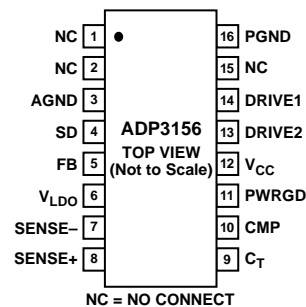 NC 1 16 PGND
NC 2 15 NC
AGND 3 14 DRIVE1
SD 4 ADP3156 13 DRIVE2
TOP VIEW
FB 5 (Not to Scale) 12 VCC
VLDO 6 11 PWRGD
SENSE– 7 10 CMP
SENSE+ 8 9 CT
NC = NO CONNECT